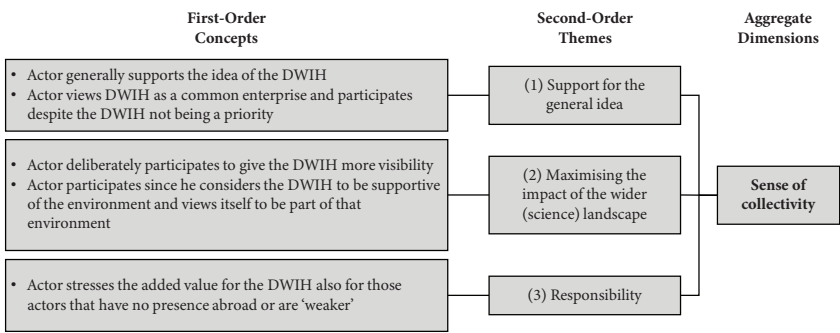 First-Order
Concepts
Second-Order
Themes
Aggregate
Dimensions
• Actor generally supports the idea of the DWIH
• Actor views DWIH as a common enterprise and participates
despite the DWIH not being a priority
(1) Support for the
general idea
• Actor deliberately participates to give the DWIH more visibility
• Actor participates since he considers the DWIH to be supportive
of the environment and views itself to be part of that
environment
(2) Maximising the
impact of the wider
(science) landscape
Sense of
collectivity
• Actor stresses the added value for the DWIH also for those
actors that have no presence abroad or are ‘weaker’
(3) Responsibility